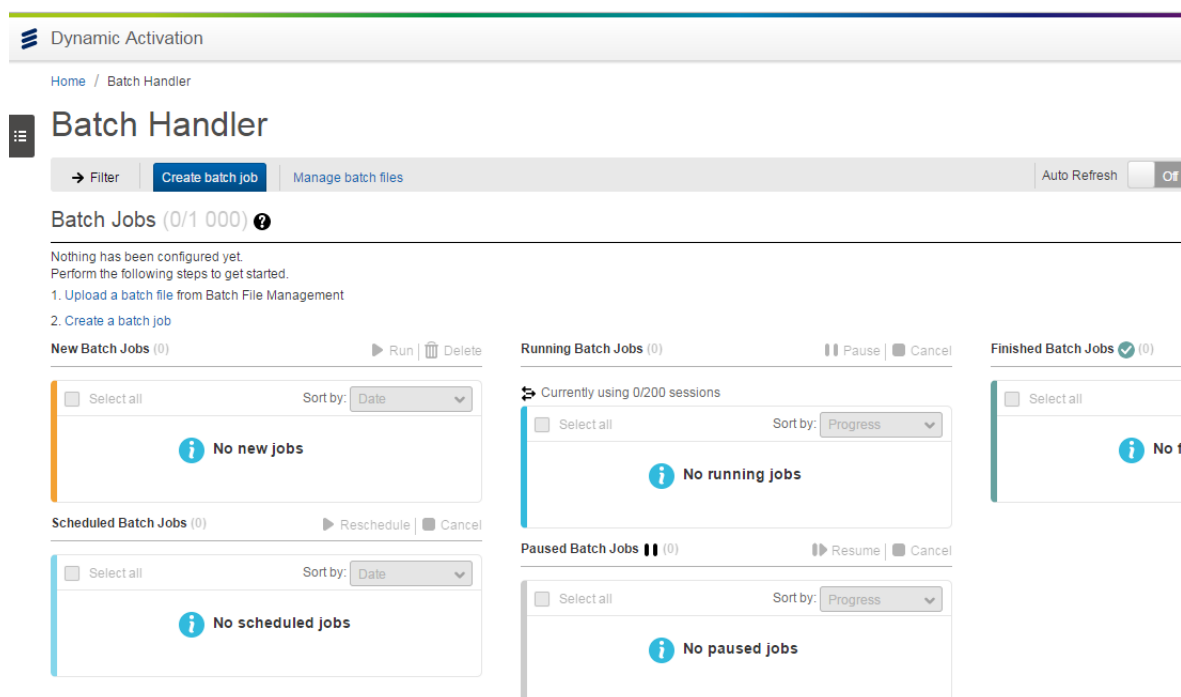 Dynamic Activation
Home / Batch Handler
Batch Handler
Filter Create batch job Manage batch files Auto Refresh Off
Batch Jobs (0/1 000) ?
Nothing has been configured yet.
Perform the following steps to get started.
1. Upload a batch file from Batch File Management
2. Create a batch job
New Batch Jobs (0) Run | Delete
Select all Sort by: Date
No new jobs
Scheduled Batch Jobs (0) Reschedule | Cancel
Select all Sort by: Date
No scheduled jobs
Running Batch Jobs (0) Pause | Cancel
Currently using 0/200 sessions
Select all Sort by: Progress
No running jobs
Paused Batch Jobs (0) Resume | Cancel
Select all Sort by: Progress
No paused jobs
Finished Batch Jobs (0)
Select all
No